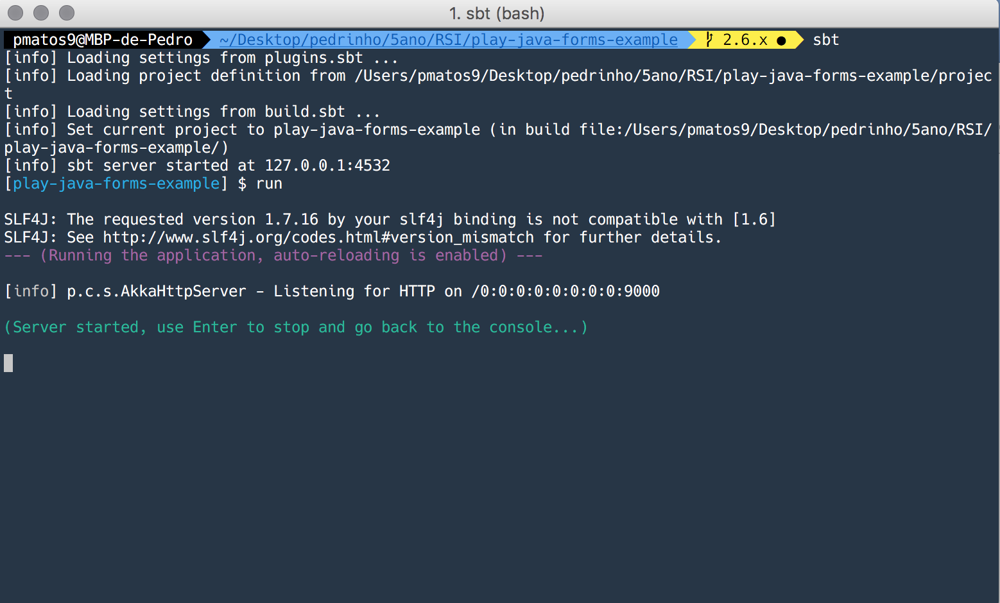 1. sbt (bash)
pmatos9@MBP-de-Pedro ~/Desktop/pedrinho/5ano/RSI/play-java-forms-example 2.6.x ● sbt
[info] Loading settings from plugins.sbt ...
[info] Loading project definition from /Users/pmatos9/Desktop/pedrinho/5ano/RSI/play-java-forms-example/projec
t
[info] Loading settings from build.sbt ...
[info] Set current project to play-java-forms-example (in build file:/Users/pmatos9/Desktop/pedrinho/5ano/RSI/
play-java-forms-example/)
[info] sbt server started at 127.0.0.1:4532
[play-java-forms-example] $ run
SLF4J: The requested version 1.7.16 by your slf4j binding is not compatible with [1.6]
SLF4J: See http://www.slf4j.org/codes.html#version_mismatch for further details.
--- (Running the application, auto-reloading is enabled) ---
[info] p.c.s.AkkaHttpServer - Listening for HTTP on /0:0:0:0:0:0:0:0:9000
(Server started, use Enter to stop and go back to the console...)